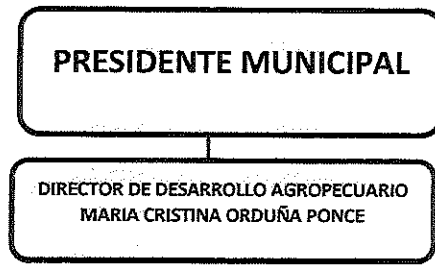 PRESIDENTE MUNICIPAL
DIRECTOR DE DESARROLLO AGROPECUARIO
MARIA CRISTINA ORDUÑA PONCE